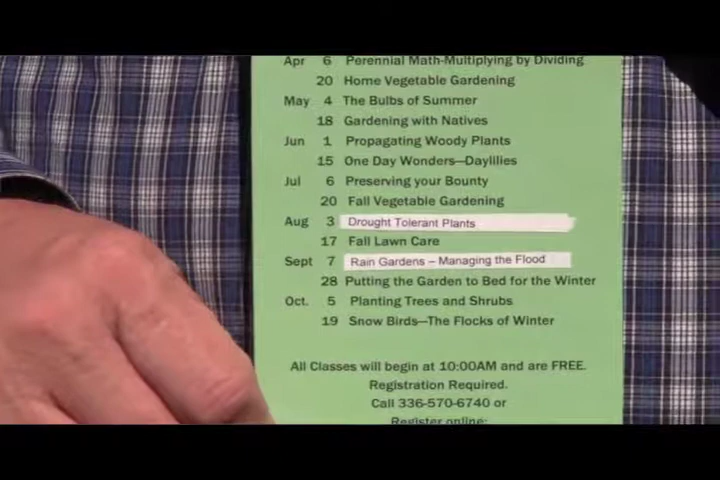 Apr 6 Perennial Math-Multiplying by Dividing
20 Home Vegetable Gardening
May 4 The Bulbs of Summer
18 Gardening with Natives
Jun 1 Propagating Woody Plants
15 One Day Wonders—Daylilies
Jul 6 Preserving your Bounty
20 Fall Vegetable Gardening
Aug 3 Drought Tolerant Plants
17 Fall Lawn Care
Sept 7 Rain Gardens – Managing the Flood
28 Putting the Garden to Bed for the Winter
Oct. 5 Planting Trees and Shrubs
19 Snow Birds—The Flocks of Winter
All Classes will begin at 10:00AM and are FREE.
Registration Required.
Call 336-570-6740 or
Register online: